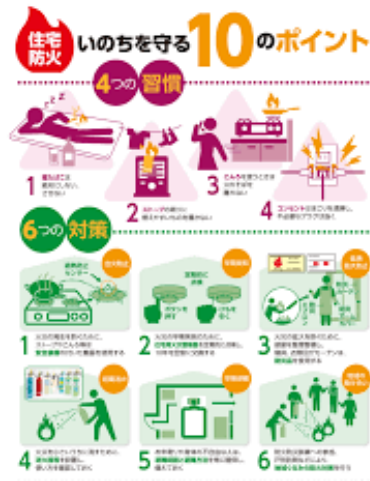 住宅
防火
いのちを守る10のポイント
4つの習慣
1 寝たばこは
絶対にしない、
させない
2 ストーブの周りに
燃えやすいものを置かない
3 こんろを使うときは
火のそばを
離れない
4 コンセントはほこりを清掃し、
不必要なプラグは抜く
6つの対策
1 火災の発生を防ぐために、
ストーブやこんろ等は
安全装置の付いた機器を使用する
2 火災の早期発見のために、
住宅用火災警報器を定期的に点検し、
10年を目安に交換する
3 火災の拡大を防ぐために、
部屋を整理整頓し、
寝具、衣類及びカーテンは、
防炎品を使用する
4 火災を小さいうちに消すために、
消火器等を設置し、
使い方を確認しておく
5 お年寄りや身体の不自由な人は、
避難経路と避難方法を常に確保し、
備えておく
6 防火防災訓練への参加、
戸別訪問などにより、
地域ぐるみの防火対策を行う